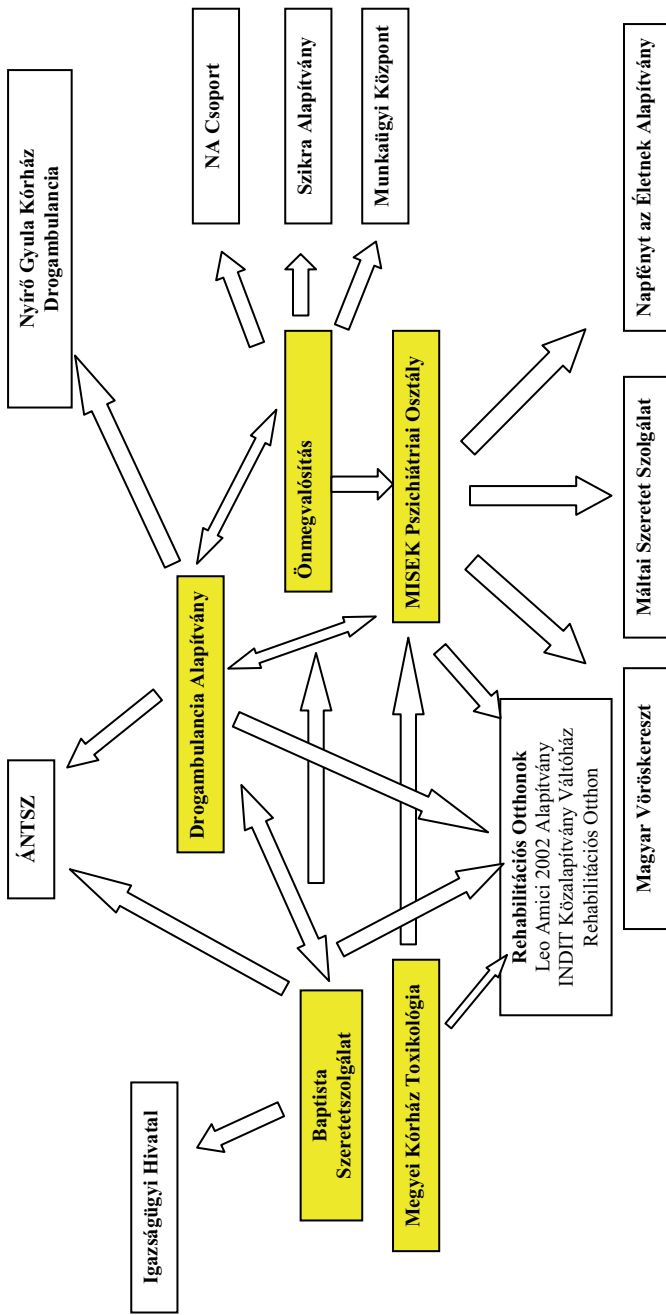 Nyírő Gyula Kórház
Drogambulancia
ÁNTSZ
NA Csoport
Igazságügyi Hivatal
Drogambulancia Alapítvány
Szikra Alapítvány
Önmegvalósítás
Baptista
Szeretetszolgálat
Munkaügyi Központ
Megyei Kórház Toxikológia
MISEK Pszichiátriai Osztály
Rehabilitációs Otthonok
Leo Amici 2002 Alapítvány
INDIT Közalapítvány Váltóház
Rehabilitációs Otthon
Magyar Vöröskereszt
Máltai Szeretet Szolgálat
Napfényt az Életnek Alapítvány